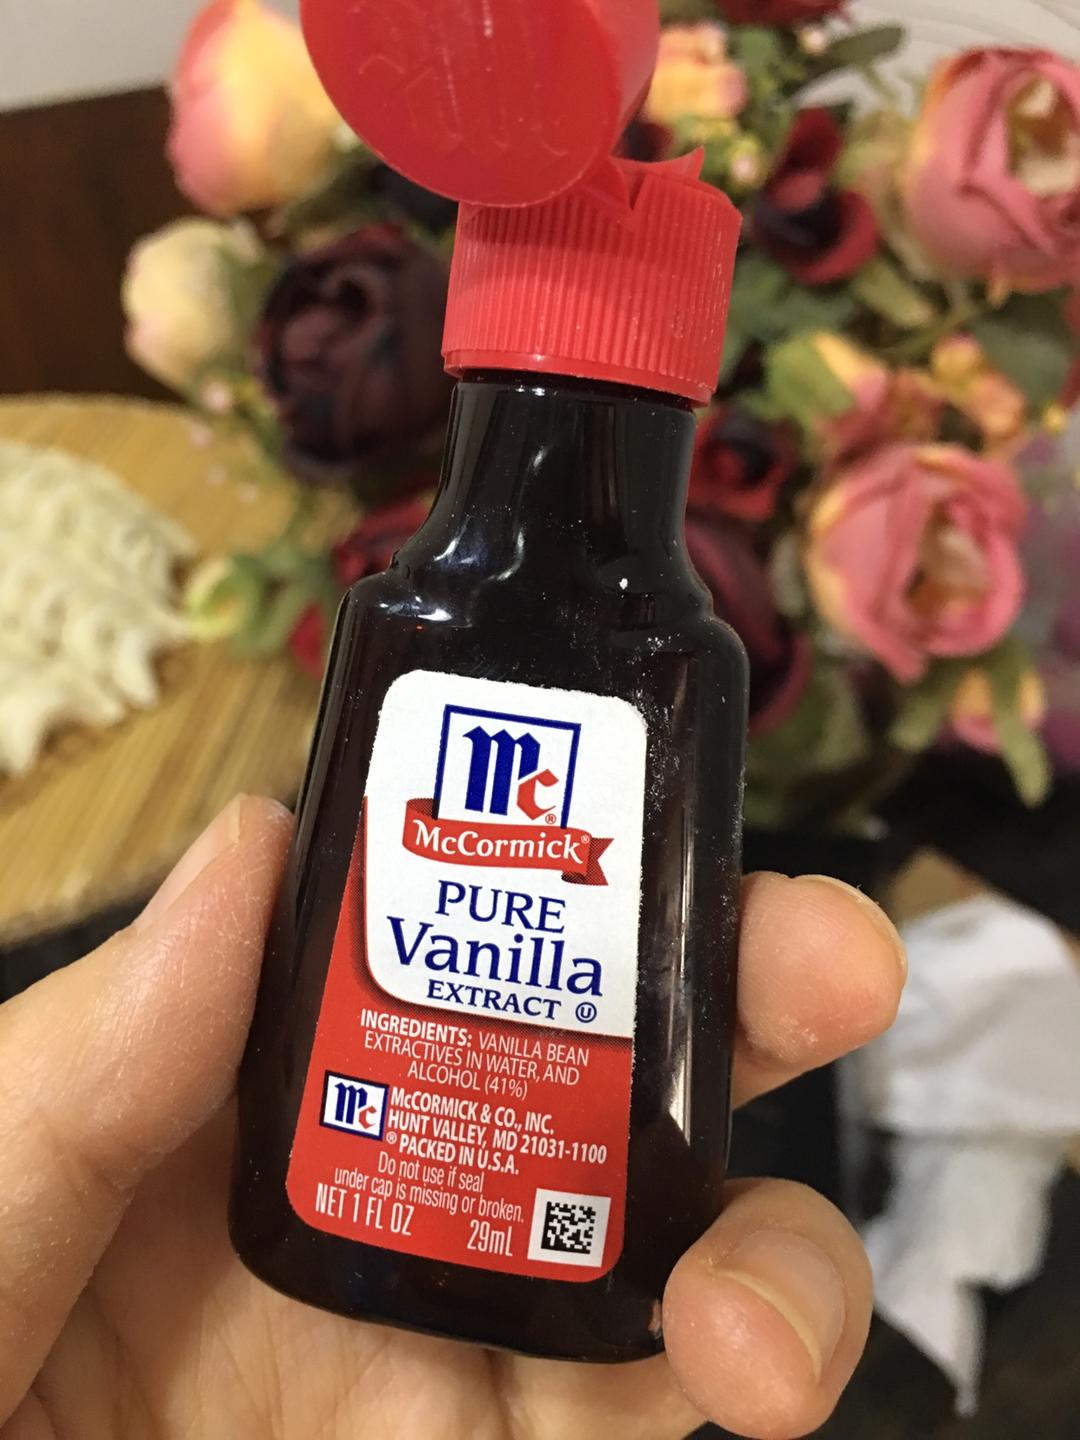 Mc®
McCormick®
PURE
Vanilla
EXTRACT Ⓤ
INGREDIENTS: VANILLA BEAN
EXTRACTIVES IN WATER, AND
ALCOHOL (41%)
Mc McCORMICK & CO., INC.
HUNT VALLEY, MD 21031-1100
® PACKED IN U.S.A.
Do not use if seal
under cap is missing or broken.
NET 1 FL OZ 29mL